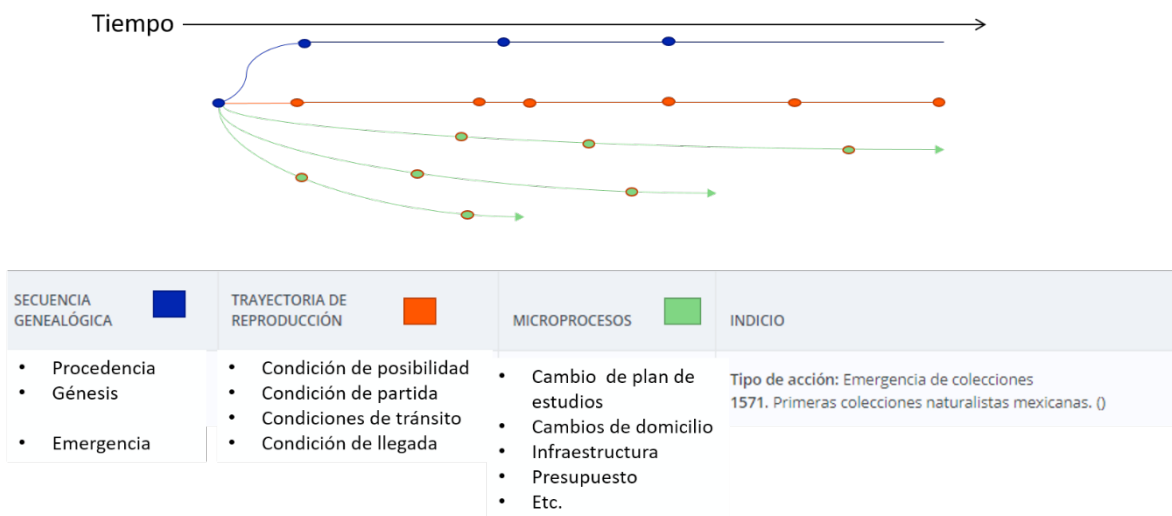 Tiempo
SECUENCIA
GENEALÓGICA
TRAYECTORIA DE
REPRODUCCIÓN
MICROPROCESOS
INDICIO
• Procedencia
• Génesis
• Emergencia
• Condición de posibilidad
• Condición de partida
• Condiciones de tránsito
• Condición de llegada
• Cambio de plan de
estudios
• Cambios de domicilio
• Infraestructura
• Presupuesto
• Etc.
Tipo de acción: Emergencia de colecciones
1571. Primeras colecciones naturalistas mexicanas. ()